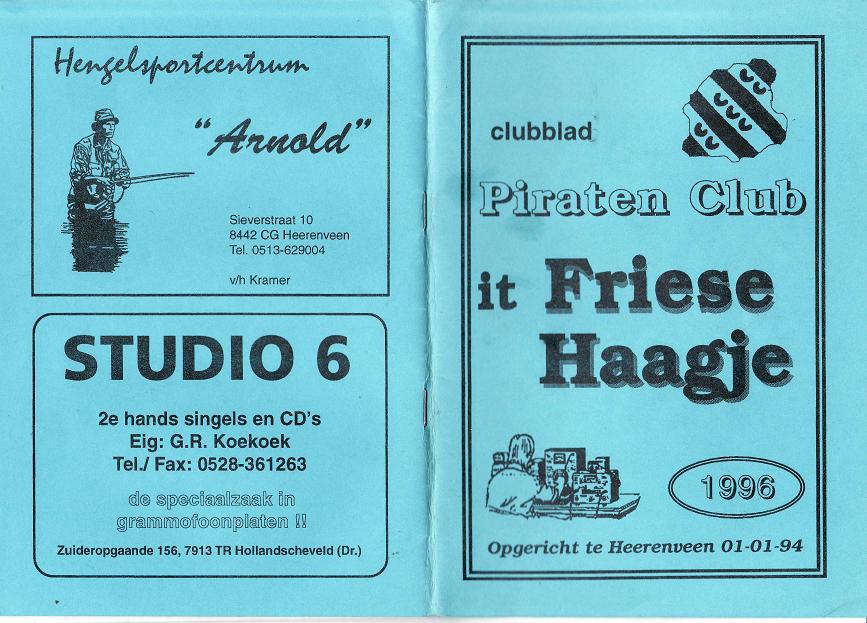 Hengelsportcentrum
"Arnold"
Sieverstraat 10
8442 CG Heerenveen
Tel. 0513-629004
v/h Kramer
STUDIO 6
2e hands singels en CD's
Eig: G.R. Koekoek
Tel./ Fax: 0528-361263
de speciaalzaak in
grammofoonplaten !!
Zuideropgaande 156, 7913 TR Hollandscheveld (Dr.)
clubblad
Piraten Club
it Friese
Haagje
1996
Opgericht te Heerenveen 01-01-94